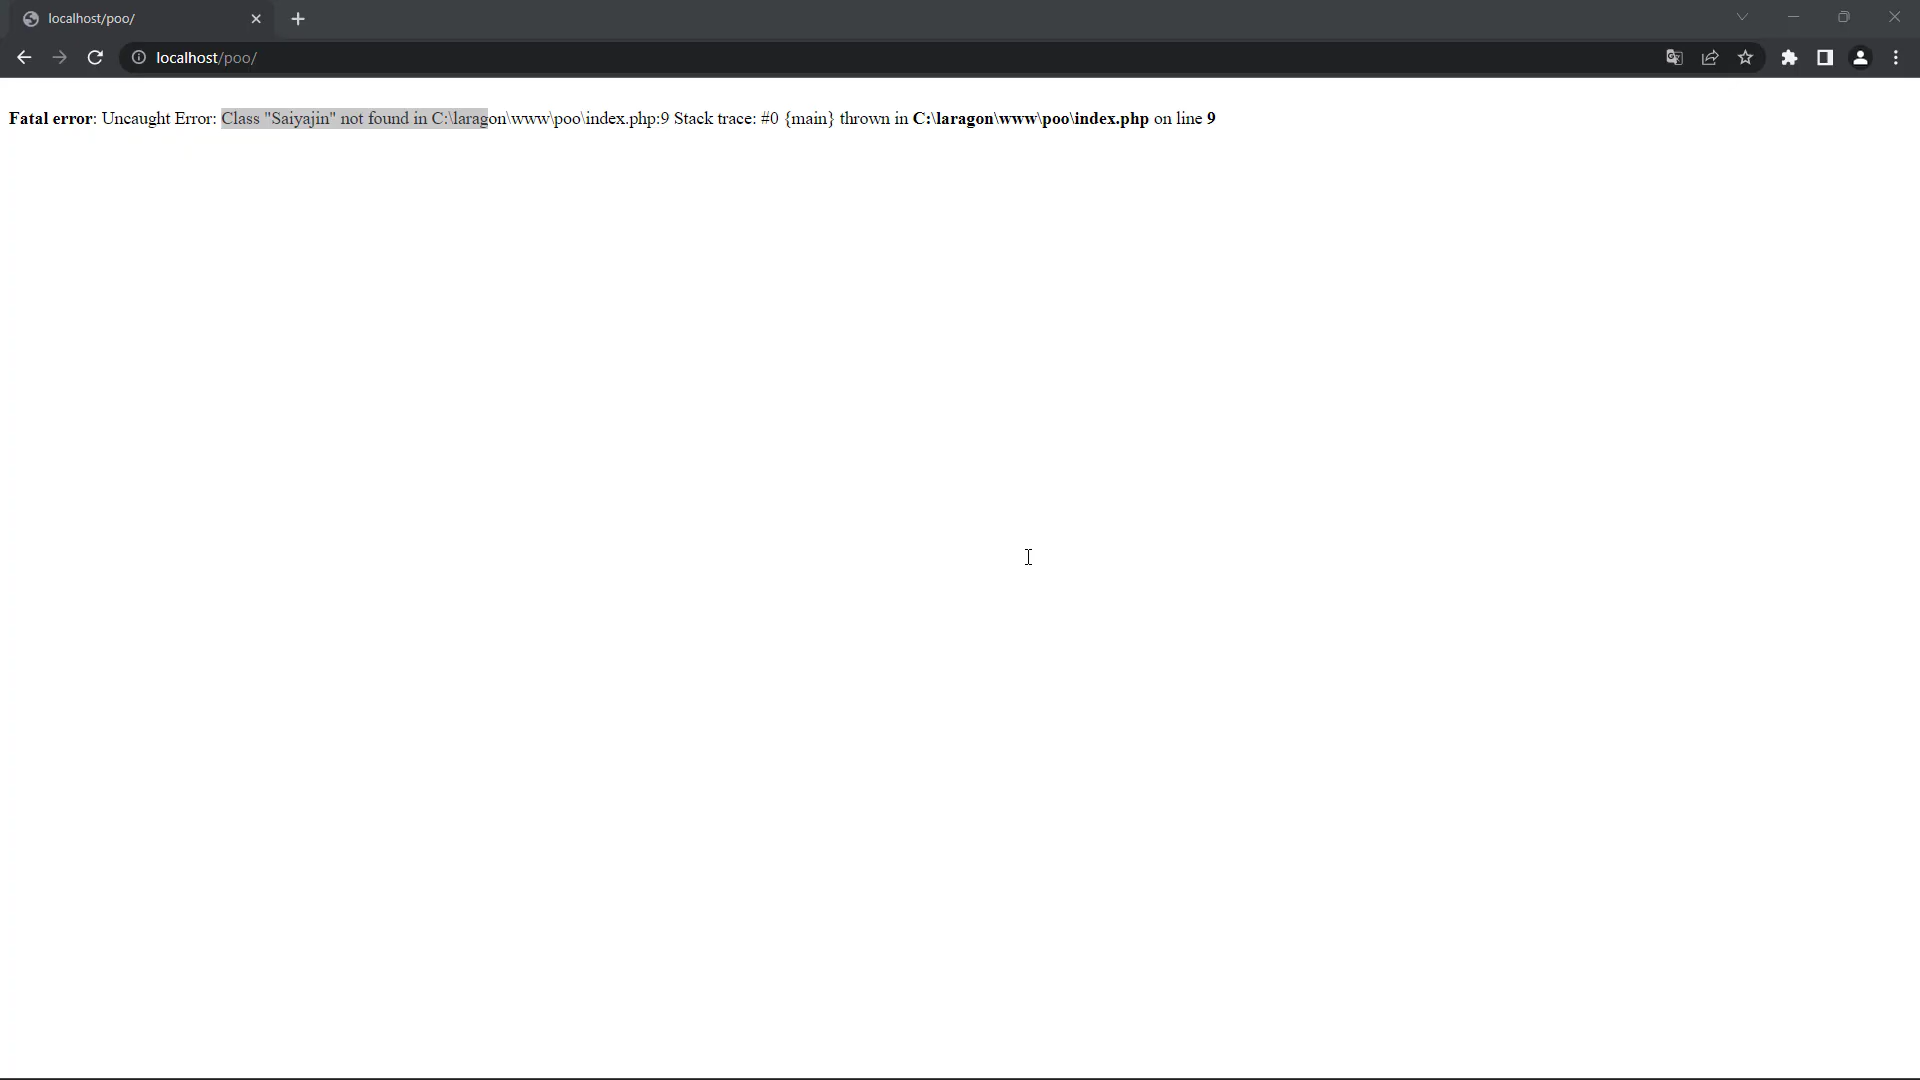 localhost/poo/
localhost/poo/
Fatal error: Uncaught Error: Class "Saiyajin" not found in C:\laragon\www\poo\index.php:9 Stack trace: #0 {main} thrown in C:\laragon\www\poo\index.php on line 9